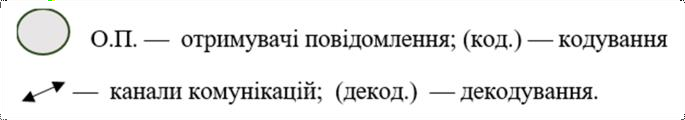 О.П. — отримувачі повідомлення; (код.) — кодування
— канали комунікацій; (декод.) — декодування.